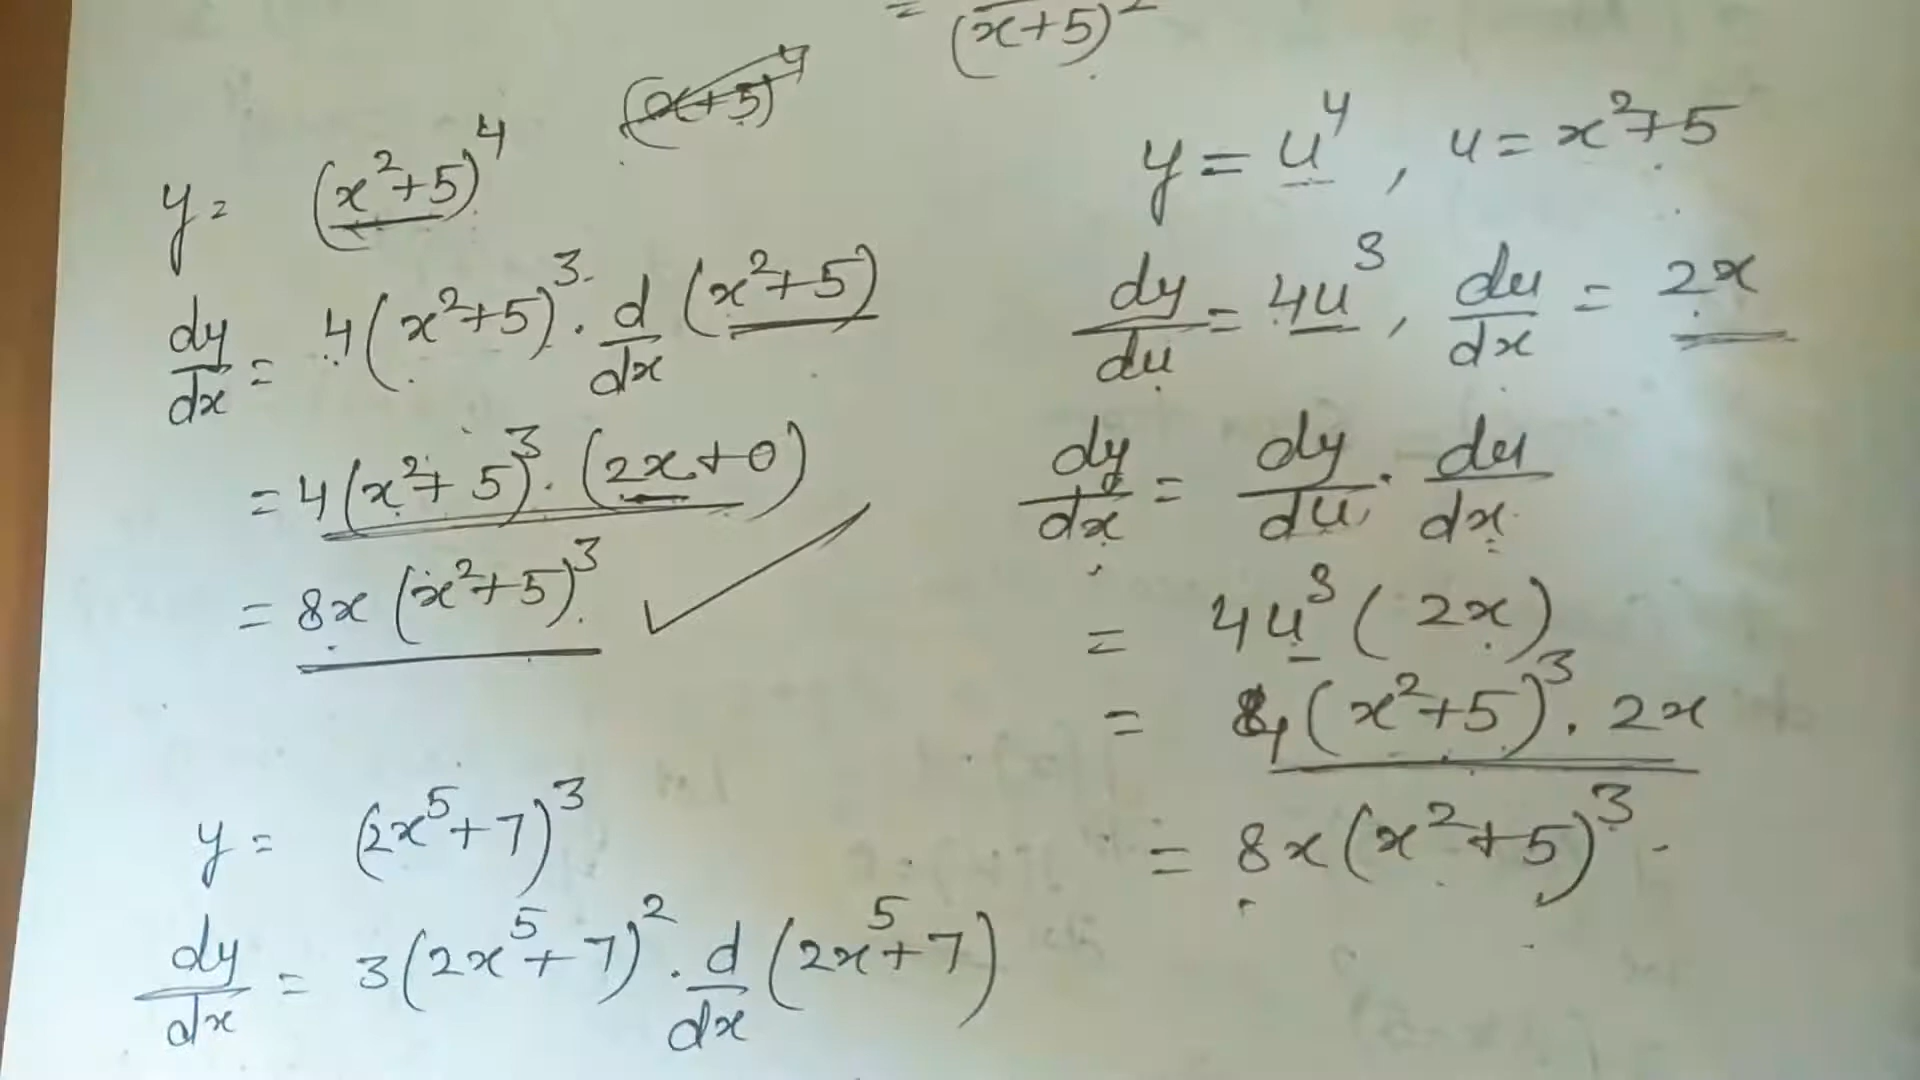 = (x+5)²
(x+5)⁴
y = (x²+5)⁴
dy/dx = 4(x²+5)³ · d/dx (x²+5)
= 4(x²+5)³ · (2x+0)
= 8x(x²+5)³ ✓
y = (2x⁵+7)³
dy/dx = 3(2x⁵+7)² · d/dx (2x⁵+7)
y = u⁴, u = x²+5
dy/du = 4u³, du/dx = 2x
dy/dx = dy/du · du/dx
= 4u³(2x)
= 4(x²+5)³ · 2x
= 8x(x²+5)³